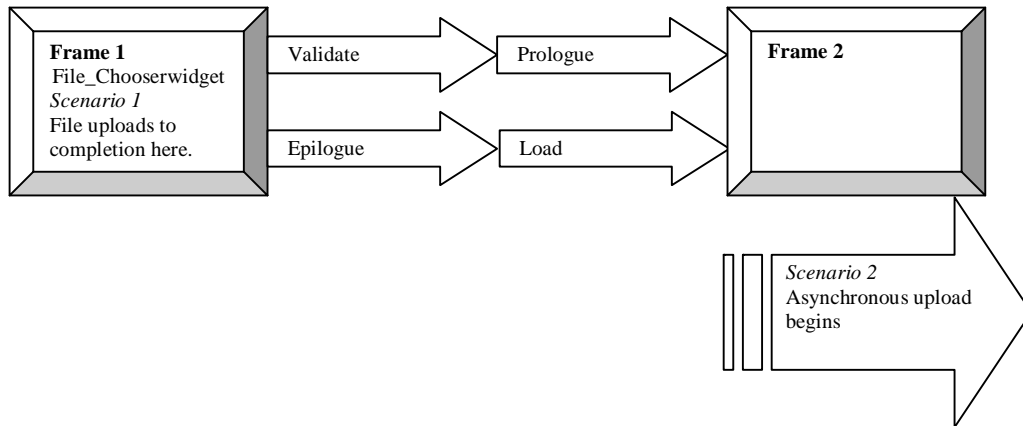 Frame 1
File_Chooserwidget
Scenario 1
File uploads to
completion here.
Validate
Prologue
Epilogue
Load
Frame 2
Scenario 2
Asynchronous upload
begins